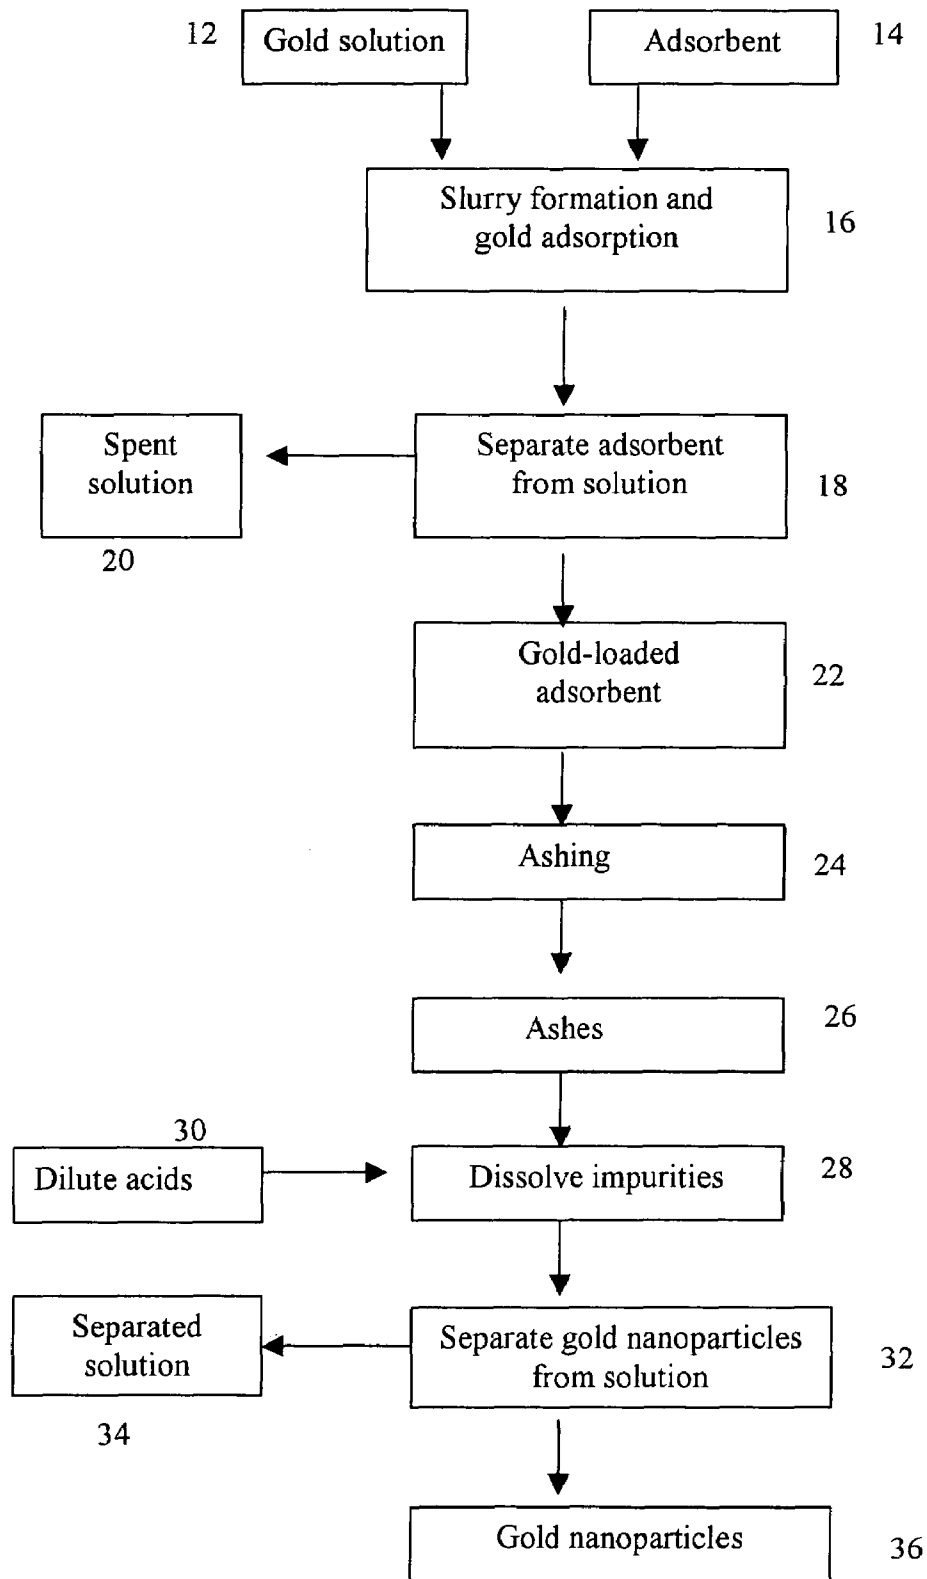 12
Gold solution
Adsorbent
14
Slurry formation and
gold adsorption
16
Spent
solution
20
Separate adsorbent
from solution
18
Gold-loaded
adsorbent
22
Ashing
24
Ashes
26
30
Dilute acids
Dissolve impurities
28
Separated
solution
34
Separate gold nanoparticles
from solution
32
Gold nanoparticles
36